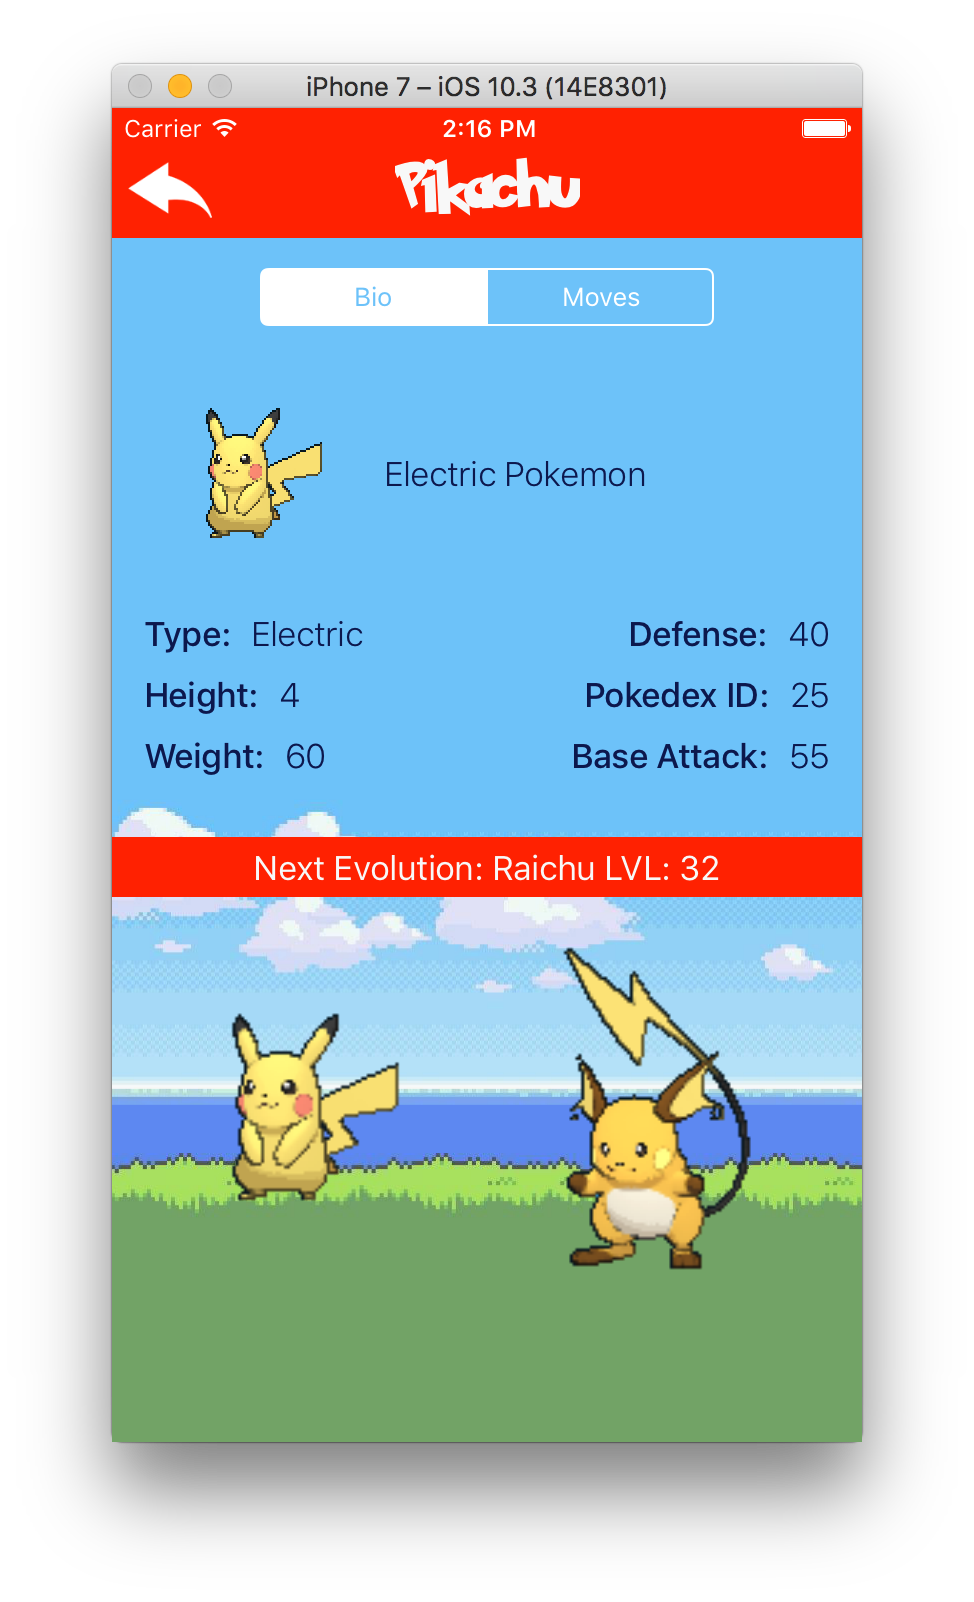 iPhone 7 – iOS 10.3 (14E8301)
Carrier 2:16 PM
Pikachu
Bio Moves
Electric Pokemon
Type: Electric Defense: 40
Height: 4 Pokedex ID: 25
Weight: 60 Base Attack: 55
Next Evolution: Raichu LVL: 32